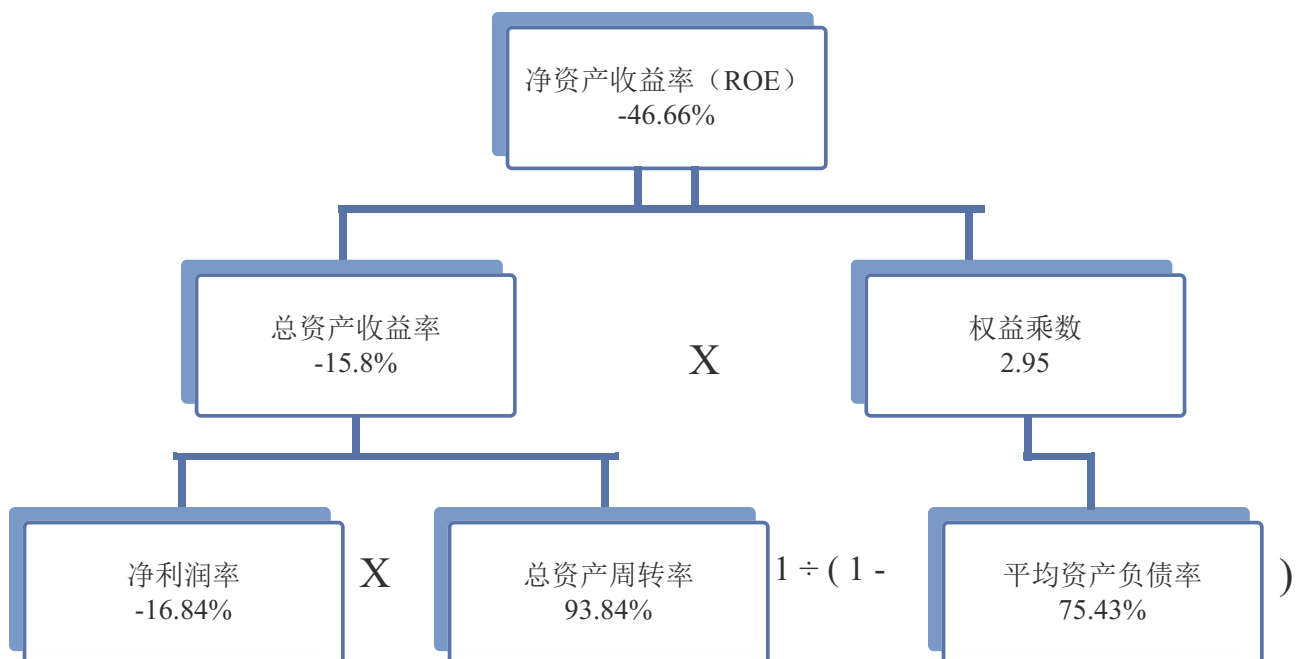 净资产收益率（ROE）
-46.66%
总资产收益率
-15.8%
X
权益乘数
2.95
净利润率
-16.84%
X
总资产周转率
93.84%
1 ÷ ( 1 -
平均资产负债率
75.43%
)